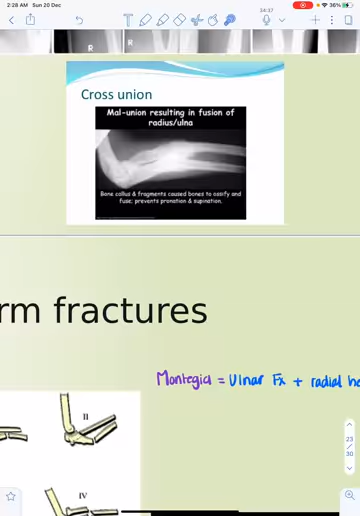 2:28 AM Sun 20 Dec
36%
34:37
T
R
R
Cross union
Mal-union resulting in fusion of
radius/ulna
Bone callus & fragments caused bones to ossify and
fuse; prevents pronation & supination.
rm fractures
Montegia = Ulnar Fx + radial he
II
IV
23
/
30